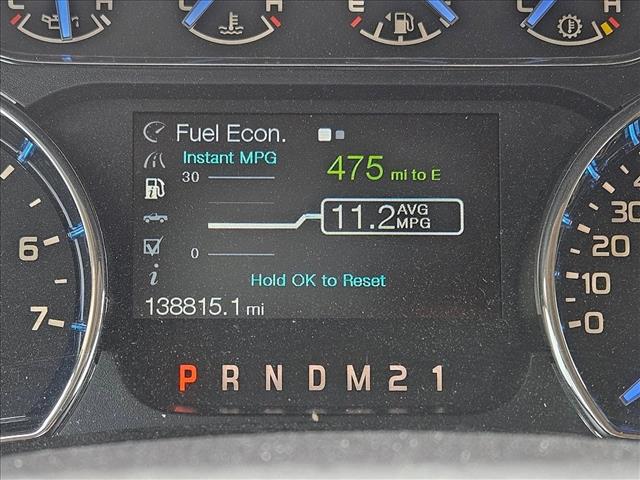 C H C H E F C
Fuel Econ.
Instant MPG
475 mi to E
30
11.2 AVG MPG
0
Hold OK to Reset
i
138815.1 mi
P R N D M 2 1
6
7
30
20
10
0